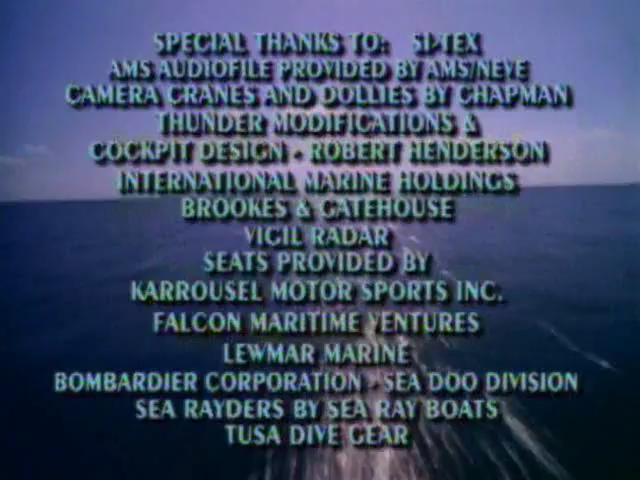 SPECIAL THANKS TO: SI-TEX
AMS AUDIOFILE PROVIDED BY AMS/NEVE
CAMERA CRANES AND DOLLIES BY CHAPMAN
THUNDER MODIFICATIONS &
COCKPIT DESIGN - ROBERT HENDERSON
INTERNATIONAL MARINE HOLDINGS
BROOKES & GATEHOUSE
VIGIL RADAR
SEATS PROVIDED BY
KARROUSEL MOTOR SPORTS INC.
FALCON MARITIME VENTURES
LEWMAR MARINE
BOMBARDIER CORPORATION - SEA DOO DIVISION
SEA RAYDERS BY SEA RAY BOATS
TUSA DIVE GEAR